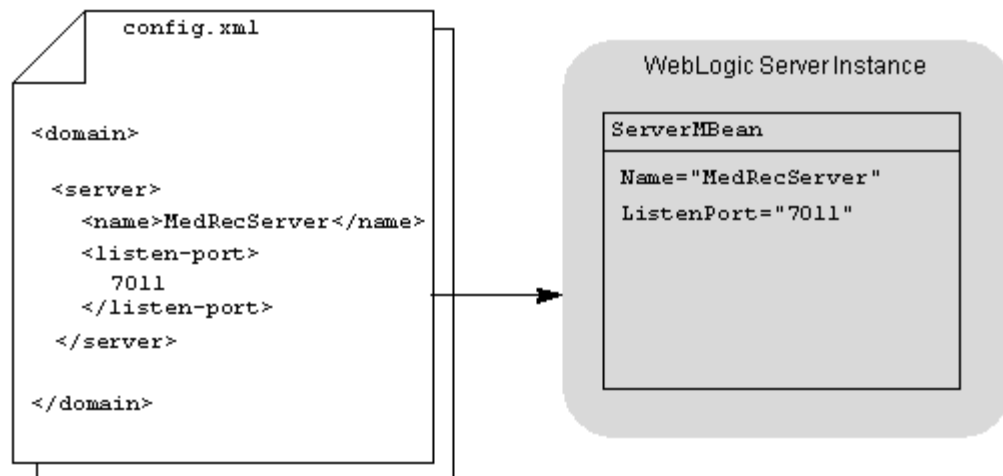 config.xml
<domain>
<server>
<name>MedRecServer</name>
<listen-port>
7011
</listen-port>
</server>
</domain>
WebLogic Server Instance
ServerMBean
Name="MedRecServer"
ListenPort="7011"